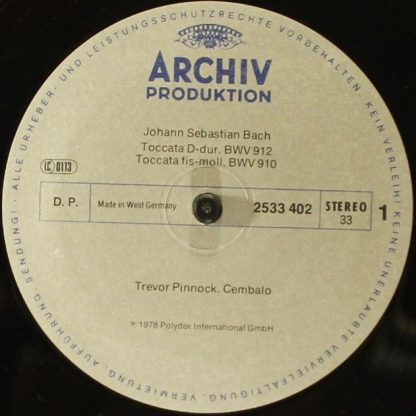 ALLE URHEBER- UND LEISTUNGSSCHUTZRECHTE VORBEHALTEN · KEIN VERLEIH! KEINE UNERLAUBTE VERVIELFÄLTIGUNG, VERMIETUNG, AUFFÜHRUNG, SENDUNG! ·
ARCHIV
PRODUKTION
Johann Sebastian Bach
Toccata D-dur, BWV 912
Toccata fis-moll, BWV 910
LC 0113
D. P. Made in West Germany 2533 402 STEREO 33 1
Trevor Pinnock, Cembalo
℗ 1978 Polydor International GmbH